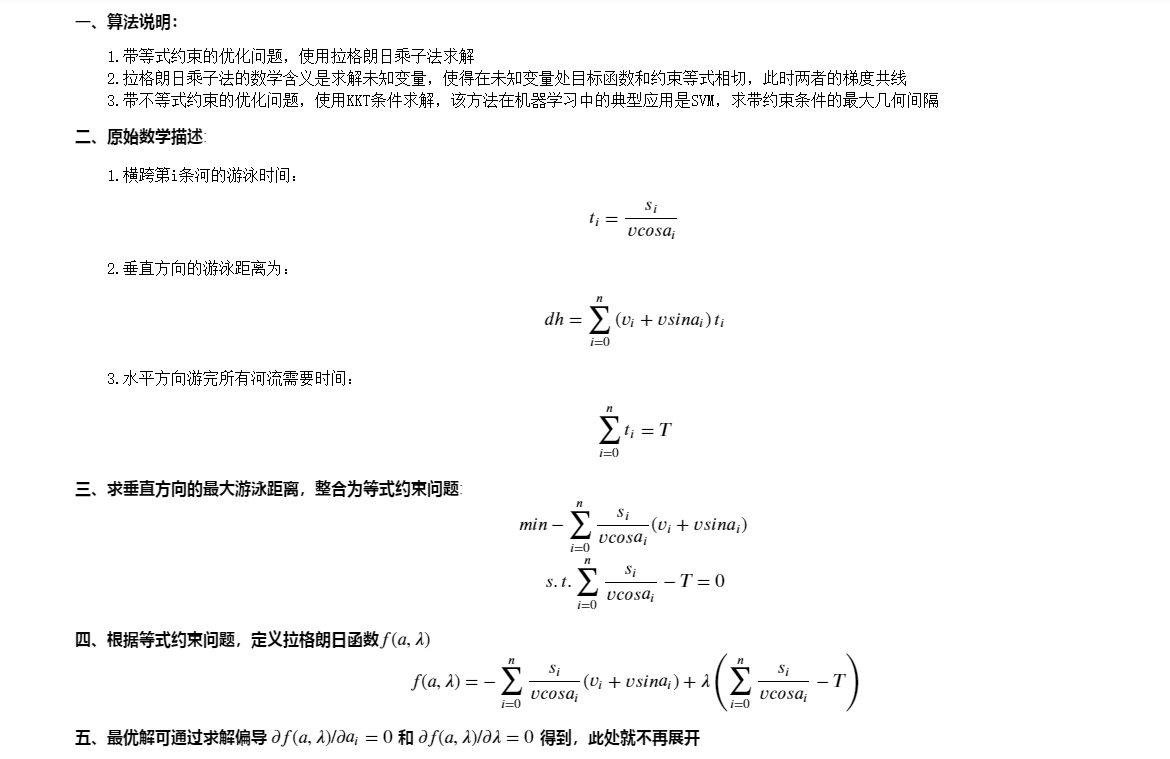 一、算法说明：
1.带等式约束的优化问题，使用拉格朗日乘子法求解
2.拉格朗日乘子法的数学含义是求解未知变量，使得在未知变量处目标函数和约束等式相切，此时两者的梯度共线
3.带不等式约束的优化问题，使用KKT条件求解，该方法在机器学习中的典型应用是SVM，求带约束条件的最大几何间隔
二、原始数学描述:
1.横跨第i条河的游泳时间：
$t_i = \frac{s_i}{vcosa_i}$
2.垂直方向的游泳距离为：
$dh = \sum_{i=0}^{n} (v_i + vsina_i) t_i$
3.水平方向游完所有河流需要时间：
$\sum_{i=0}^{n} t_i = T$
三、求垂直方向的最大游泳距离，整合为等式约束问题:
$min - \sum_{i=0}^{n} \frac{s_i}{vcosa_i} (v_i + vsina_i)$
$s.t. \sum_{i=0}^{n} \frac{s_i}{vcosa_i} - T = 0$
四、根据等式约束问题，定义拉格朗日函数$f(a, λ)$
$f(a, λ) = - \sum_{i=0}^{n} \frac{s_i}{vcosa_i} (v_i + vsina_i) + λ \left( \sum_{i=0}^{n} \frac{s_i}{vcosa_i} - T \right)$
五、最优解可通过求解偏导 $∂f(a, λ)/∂a_i = 0$ 和 $∂f(a, λ)/∂λ = 0$ 得到，此处就不再展开